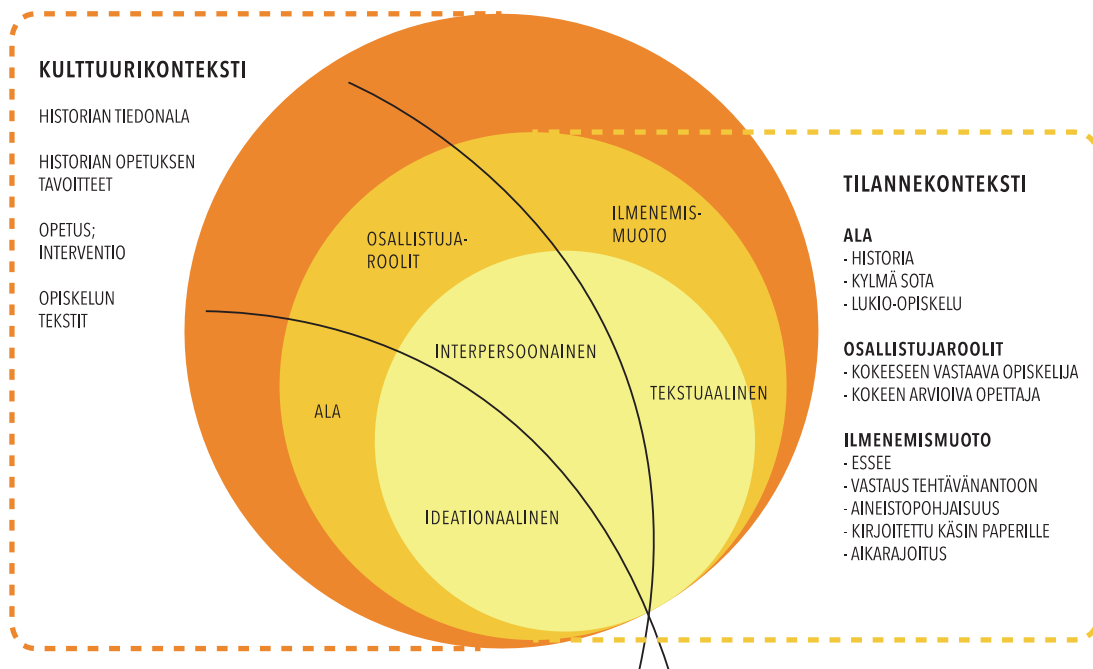 KULTTUURIKONTEKSTI
HISTORIAN TIEDONALA
HISTORIAN OPETUKSEN
TAVOITTEET
OPETUS;
INTERVENTIO
OPISKELUN
TEKSTIT
OSALLISTUJA-
ROOLIT
ILMENEMIS-
MUOTO
INTERPERSOONAINEN
TEKSTUAALINEN
ALA
IDEATIONAALINEN
TILANNEKONTEKSTI
ALA
- HISTORIA
- KYLMÄ SOTA
- LUKIO-OPISKELU
OSALLISTUJAROOLIT
- KOKEESEEN VASTAAVA OPISKELIJA
- KOKEEN ARVIOIVA OPETTAJA
ILMENEMISMUOTO
- ESSEE
- VASTAUS TEHTÄVÄNANTOON
- AINEISTOPOHJAISUUS
- KIRJOITETTU KÄSIN PAPERILLE
- AIKARAJOITUS